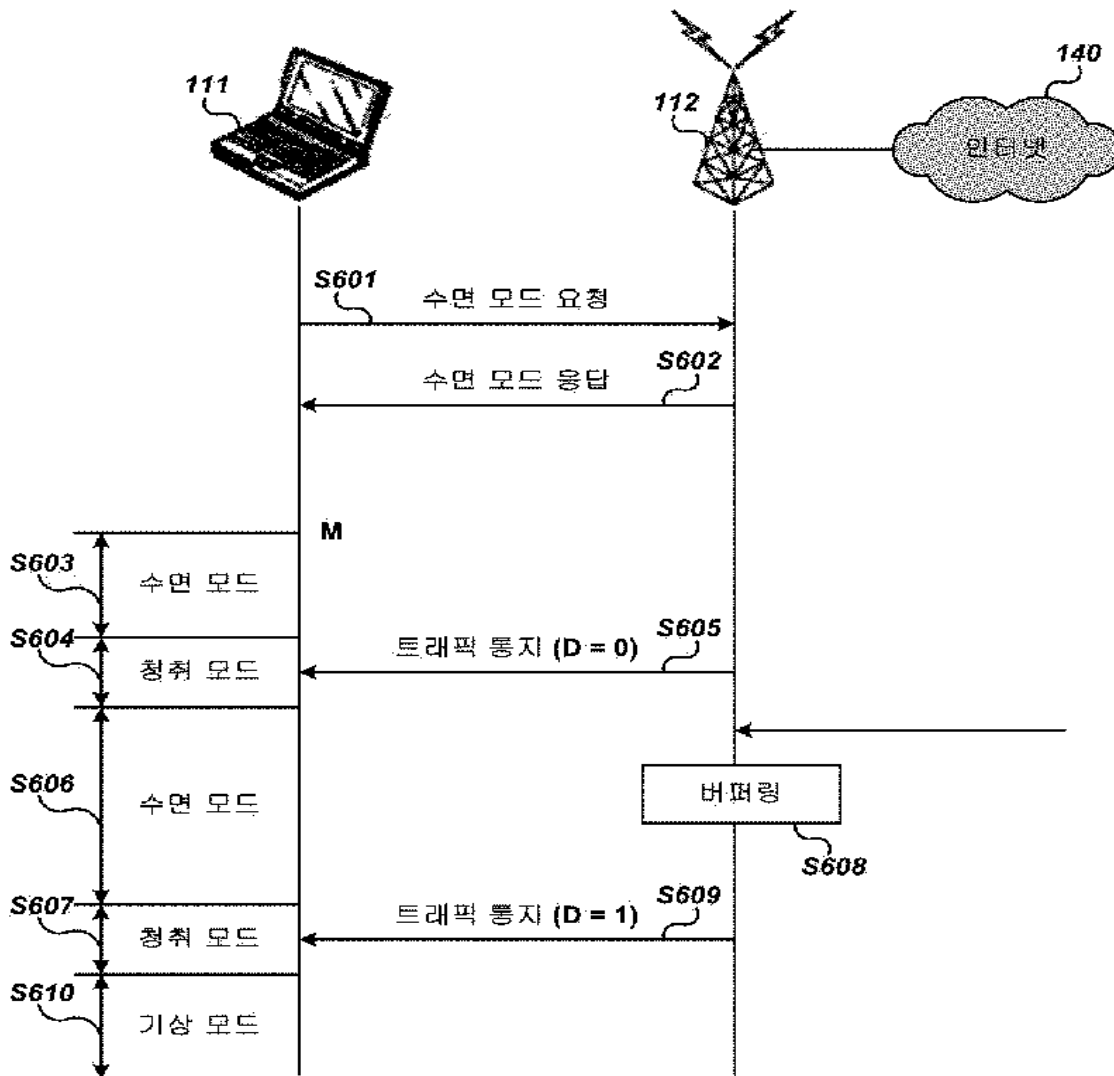 111
112
140
인터넷
S601
수면 모드 요청
S602
수면 모드 응답
M
S603
수면 모드
S604
청취 모드
트래픽 통지 (D = 0)
S605
S606
수면 모드
버퍼링
S608
S607
청취 모드
트래픽 통지 (D = 1)
S609
S610
기상 모드